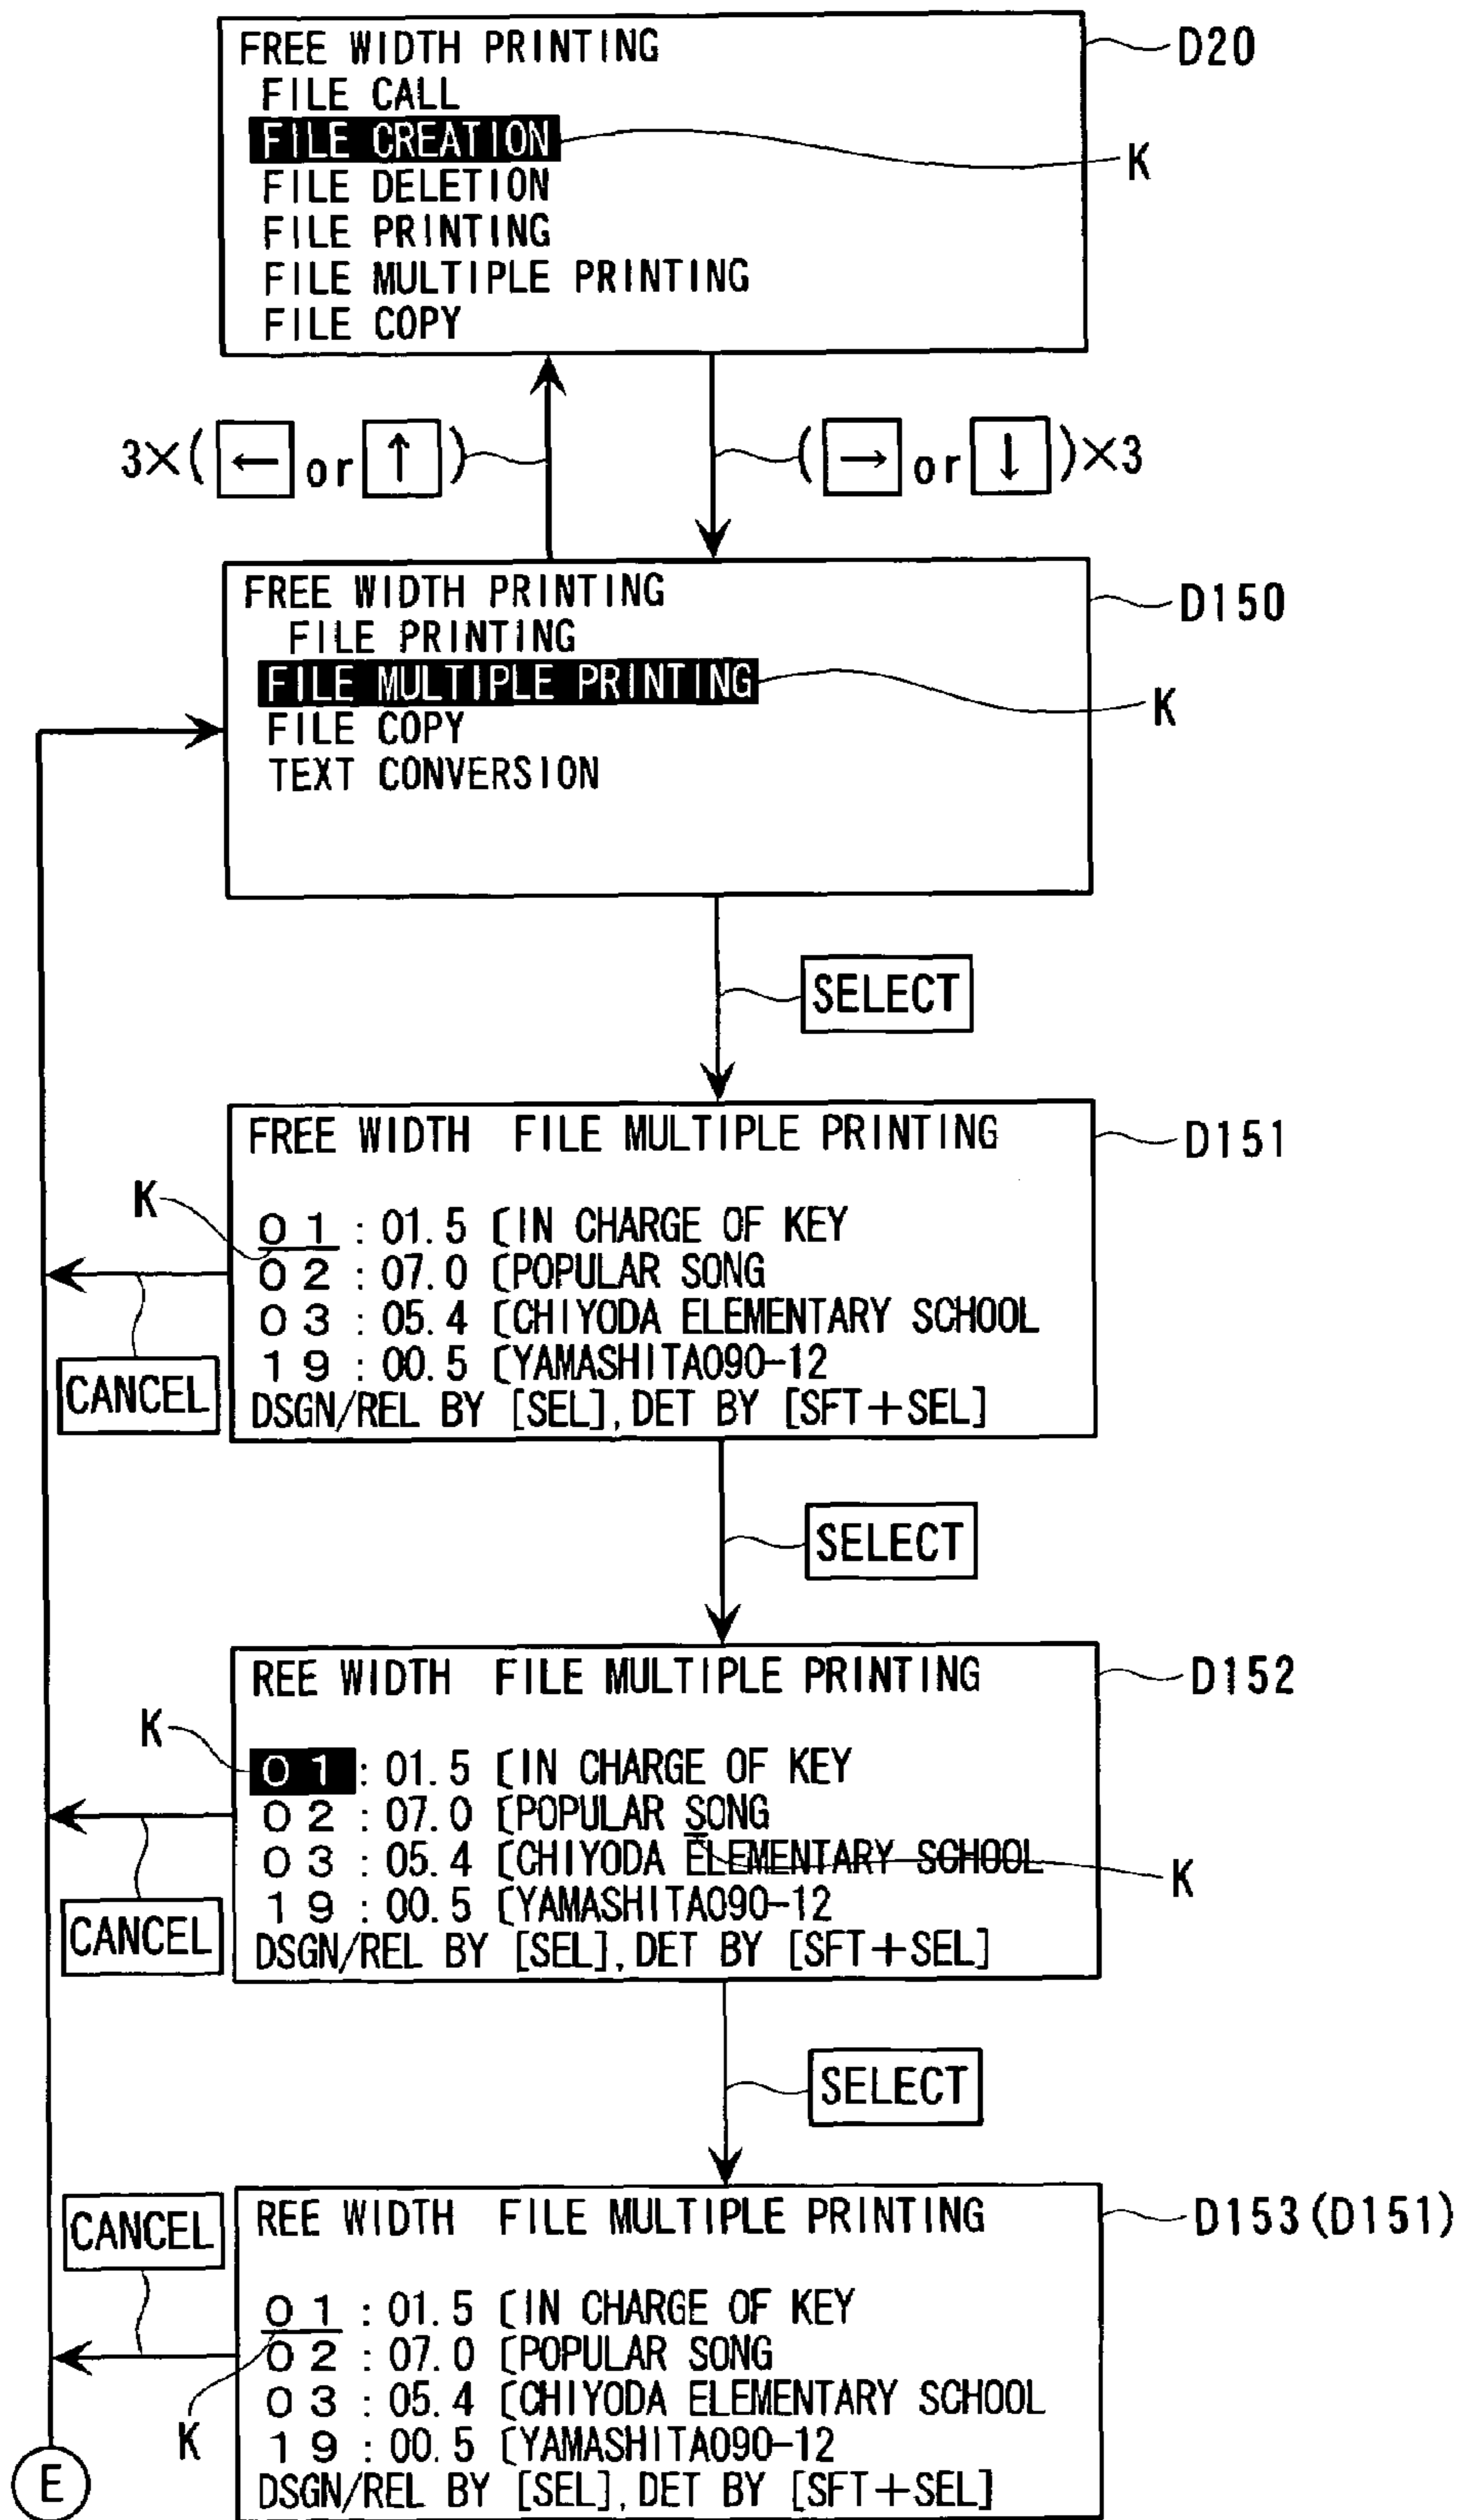 FREE WIDTH PRINTING
D20
FILE CALL
FILE CREATION
K
FILE DELETION
FILE PRINTING
FILE MULTIPLE PRINTING
FILE COPY
3×(← or ↑)
(→ or ↓)×3
FREE WIDTH PRINTING
D150
FILE PRINTING
FILE MULTIPLE PRINTING
K
FILE COPY
TEXT CONVERSION
SELECT
FREE WIDTH FILE MULTIPLE PRINTING
D151
K
01:01.5 [IN CHARGE OF KEY
02:07.0 [POPULAR SONG
03:05.4 [CHIYODA ELEMENTARY SCHOOL
19:00.5 [YAMASHITA090-12
CANCEL
DSGN/REL BY [SEL],DET BY [SFT+SEL]
SELECT
REE WIDTH FILE MULTIPLE PRINTING
D152
K
01:01.5 [IN CHARGE OF KEY
02:07.0 [POPULAR SONG
03:05.4 [CHIYODA ELEMENTARY SCHOOL
K
19:00.5 [YAMASHITA090-12
CANCEL
DSGN/REL BY [SEL],DET BY [SFT+SEL]
SELECT
CANCEL
REE WIDTH FILE MULTIPLE PRINTING
D153(D151)
01:01.5 [IN CHARGE OF KEY
02:07.0 [POPULAR SONG
03:05.4 [CHIYODA ELEMENTARY SCHOOL
K
19:00.5 [YAMASHITA090-12
E
DSGN/REL BY [SEL],DET BY [SFT+SEL]